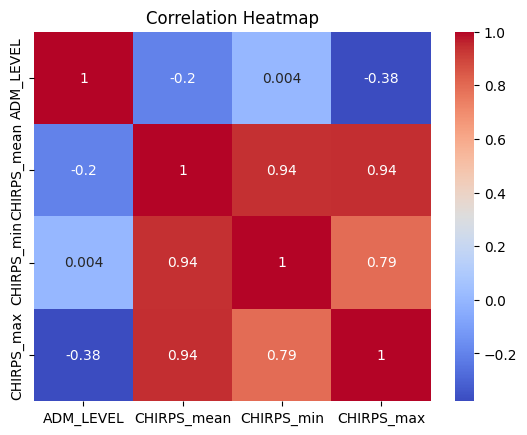 Correlation Heatmap
ADM_LEVEL
1
-0.2
0.004
-0.38
CHIRPS_mean
-0.2
1
0.94
0.94
CHIRPS_min
0.004
0.94
1
0.79
CHIRPS_max
-0.38
0.94
0.79
1
ADM_LEVEL
CHIRPS_mean
CHIRPS_min
CHIRPS_max
1.0
0.8
0.6
0.4
0.2
0.0
−0.2